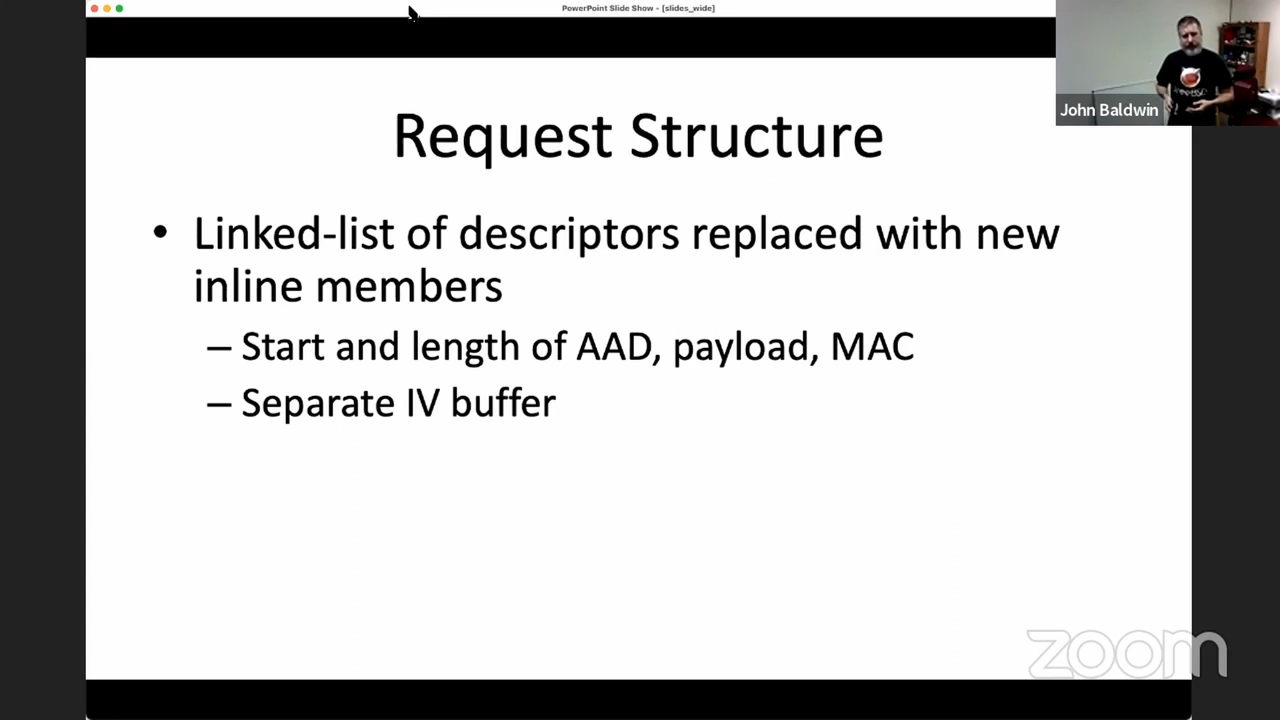 PowerPoint Slide Show - [slides_wide]
John Baldwin
Request Structure
• Linked-list of descriptors replaced with new
inline members
– Start and length of AAD, payload, MAC
– Separate IV buffer
zoom